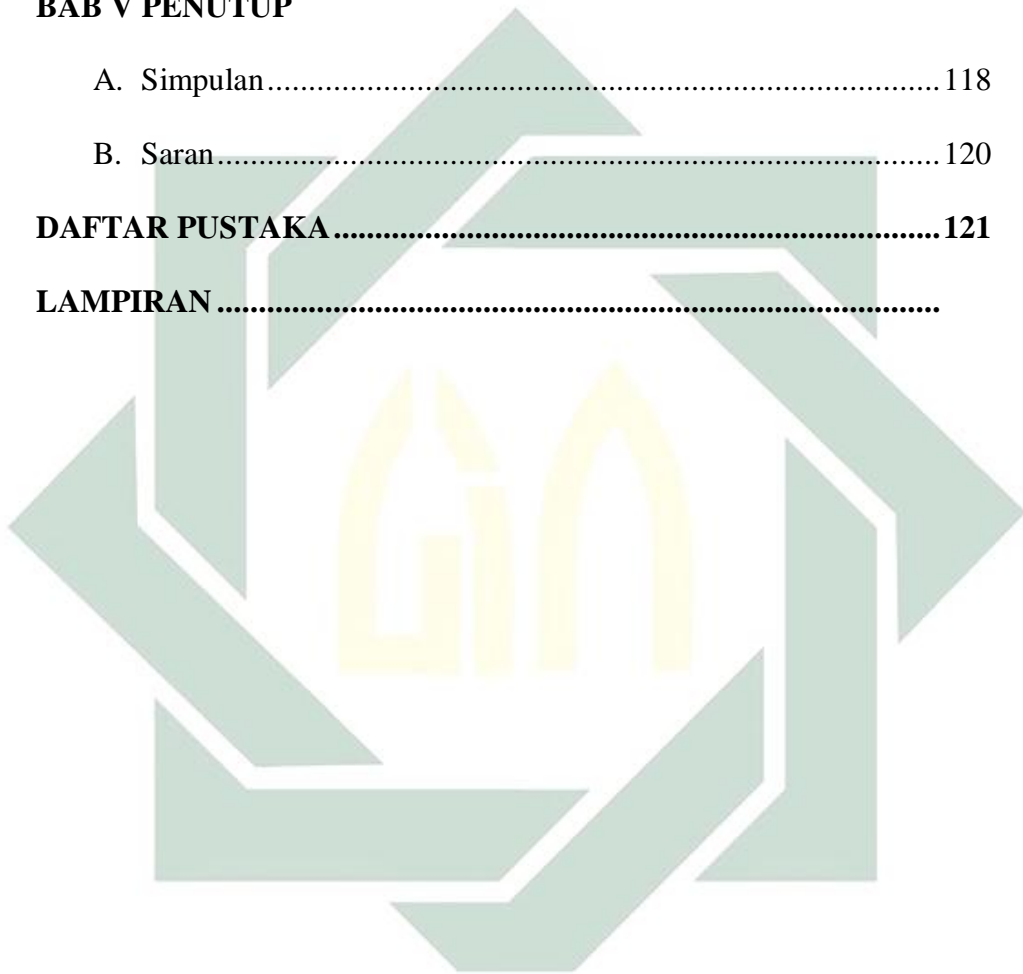 BAB V PENUTUP
A. Simpulan.....................................................................................118
B. Saran...........................................................................................120
DAFTAR PUSTAKA..........................................................................121
LAMPIRAN........................................................................................